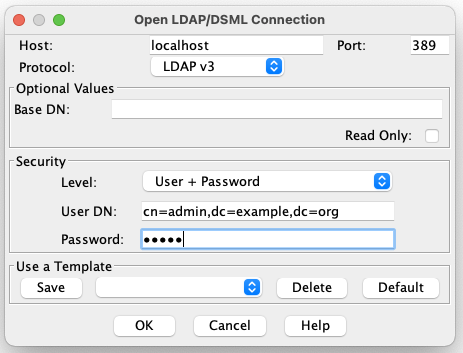 Open LDAP/DSML Connection
Host: localhost Port: 389
Protocol: LDAP v3
Optional Values
Base DN:
Read Only:
Security
Level: User + Password
User DN: cn=admin,dc=example,dc=org
Password: •••••
Use a Template
Save Delete Default
OK Cancel Help